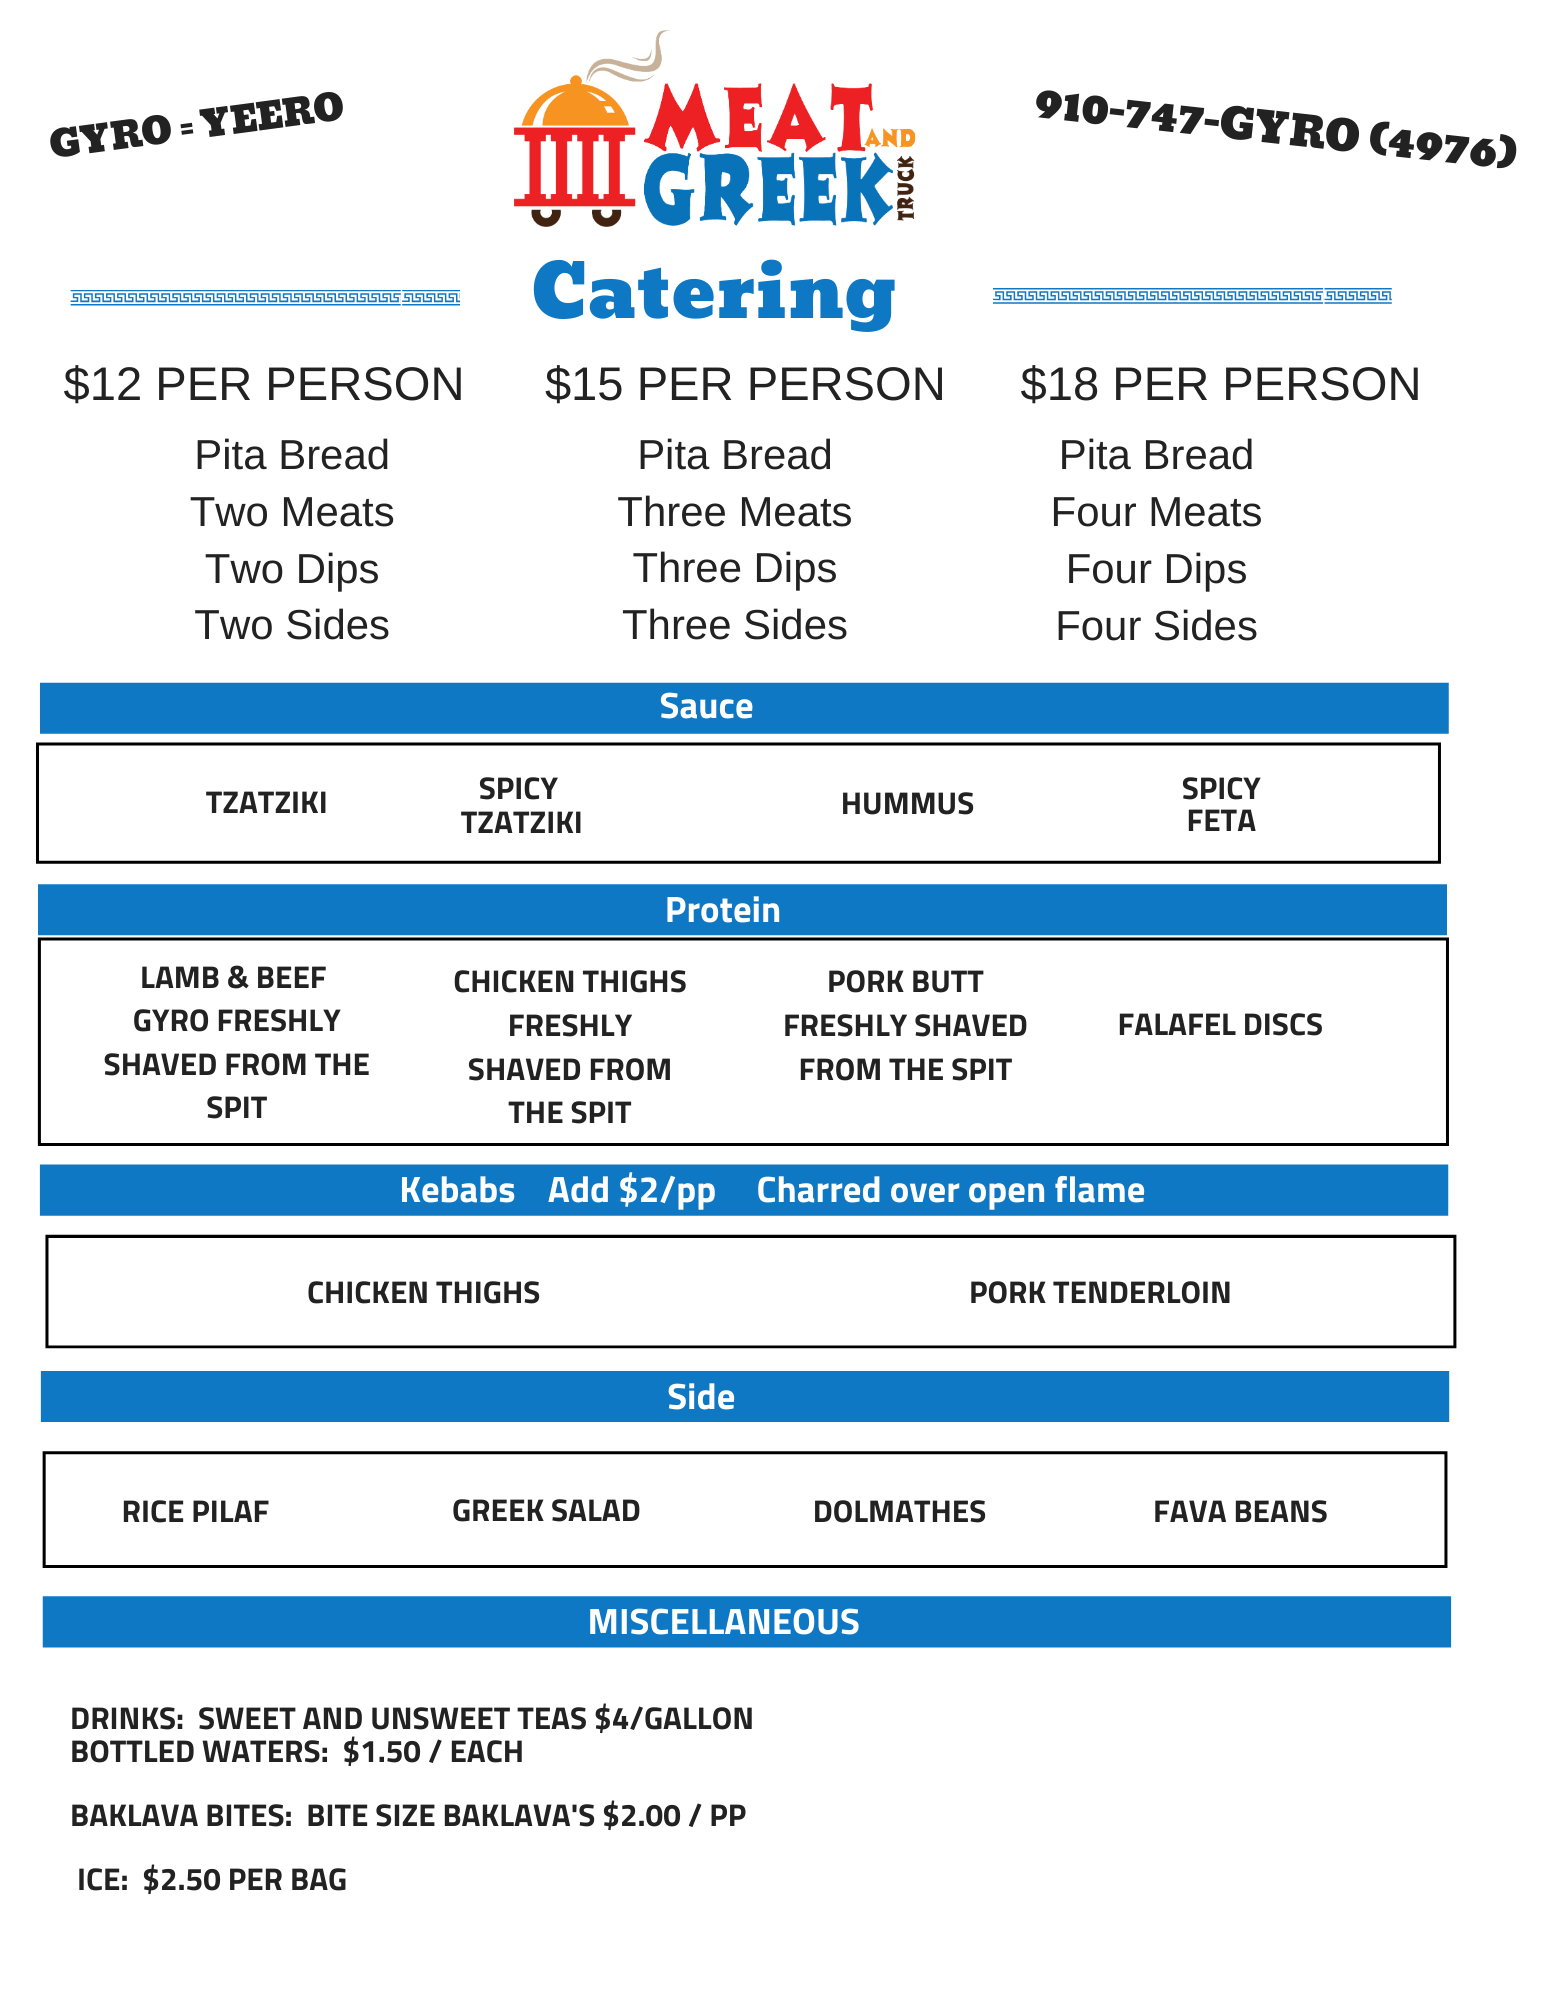 GYRO = YEERO
MEAT AND
GREEK TRUCK
910-747-GYRO (4976)
Catering
$12 PER PERSON
Pita Bread
Two Meats
Two Dips
Two Sides
$15 PER PERSON
Pita Bread
Three Meats
Three Dips
Three Sides
$18 PER PERSON
Pita Bread
Four Meats
Four Dips
Four Sides
Sauce
TZATZIKI
SPICY
TZATZIKI
HUMMUS
SPICY
FETA
Protein
LAMB & BEEF
GYRO FRESHLY
SHAVED FROM THE
SPIT
CHICKEN THIGHS
FRESHLY
SHAVED FROM
THE SPIT
PORK BUTT
FRESHLY SHAVED
FROM THE SPIT
FALAFEL DISCS
Kebabs Add $2/pp Charred over open flame
CHICKEN THIGHS
PORK TENDERLOIN
Side
RICE PILAF
GREEK SALAD
DOLMATHES
FAVA BEANS
MISCELLANEOUS
DRINKS: SWEET AND UNSWEET TEAS $4/GALLON
BOTTLED WATERS: $1.50 / EACH
BAKLAVA BITES: BITE SIZE BAKLAVA'S $2.00 / PP
ICE: $2.50 PER BAG